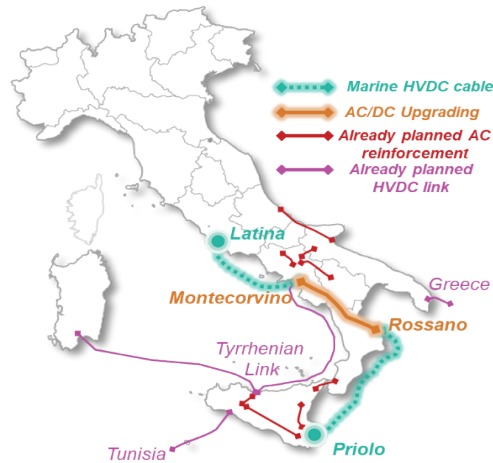 Marine HVDC cable
AC/DC Upgrading
Already planned AC
reinforcement
Already planned
HVDC link
Latina
Greece
Montecorvino
Rossano
Tyrrhenian
Link
Priolo
Tunisia